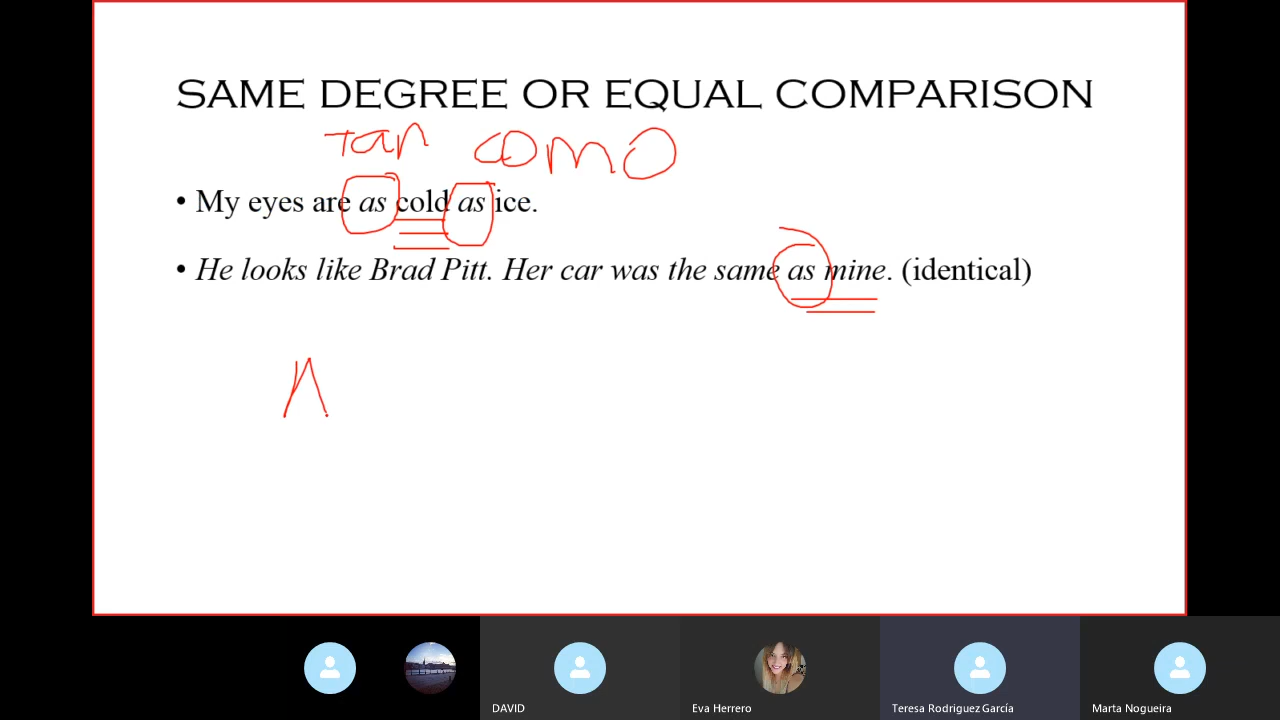 SAME DEGREE OR EQUAL COMPARISON
Tan como
• My eyes are as cold as ice.
• He looks like Brad Pitt. Her car was the same as mine. (identical)
DAVID
Eva Herrero
Teresa Rodriguez García
Marta Nogueira